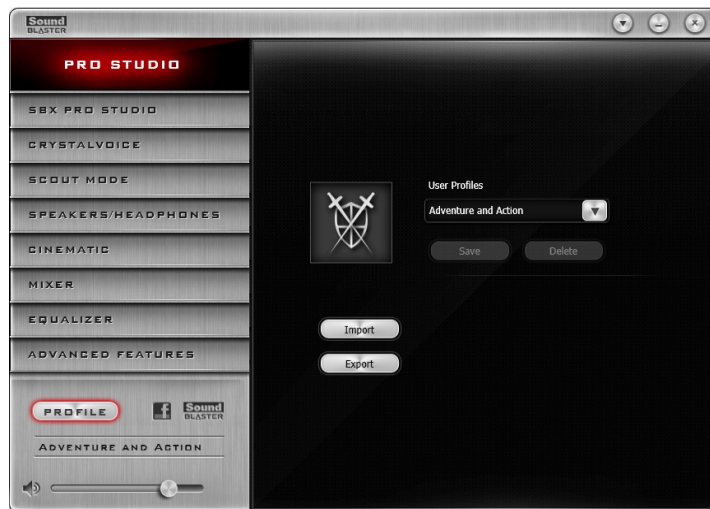 Sound
BLASTER
PRO STUDIO
SBX PRO STUDIO
CRYSTALVOICE
SCOUT MODE
SPEAKERS/HEADPHONES
CINEMATIC
MIXER
EQUALIZER
ADVANCED FEATURES
PROFILE
f
Sound
BLASTER
ADVENTURE AND ACTION
User Profiles
Adventure and Action
Save
Delete
Import
Export